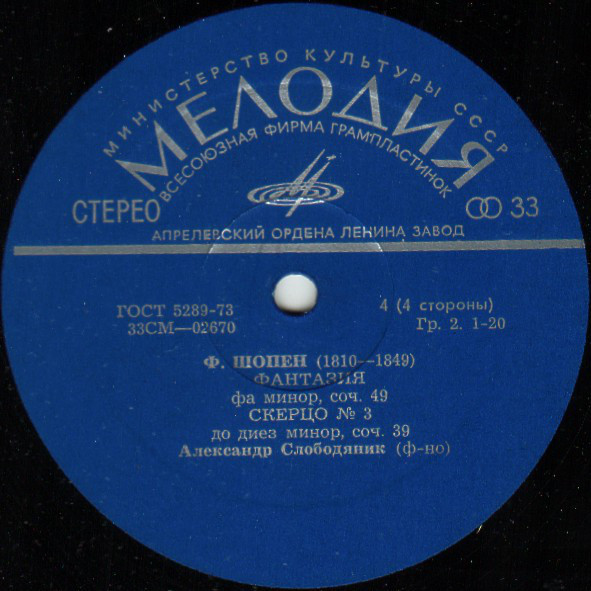 МИНИСТЕРСТВО КУЛЬТУРЫ СССР
МЕЛОДИЯ
ВСЕСОЮЗНАЯ ФИРМА ГРАМПЛАСТИНОК
СТЕРЕО
33
АПРЕЛЕВСКИЙ ОРДЕНА ЛЕНИНА ЗАВОД
ГОСТ 5289-73
4 (4 стороны)
33СМ—02670
Гр. 2. 1-20
Ф. ШОПЕН (1810—1849)
ФАНТАЗИЯ
фа минор, соч. 49
СКЕРЦО № 3
до диез минор, соч. 39
Александр Слободяник (ф-но)